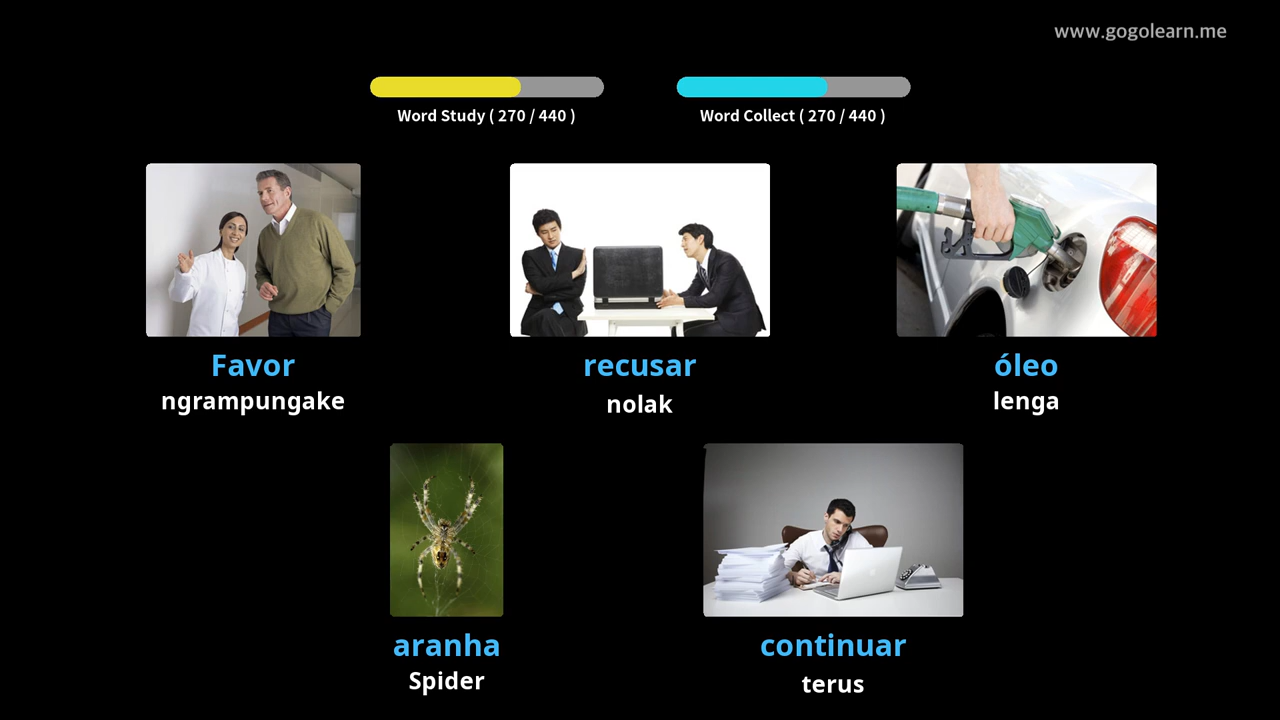 www.gogolearn.me
Word Study ( 270 / 440 )
Word Collect ( 270 / 440 )
Favor
ngrampungake
recusar
nolak
óleo
lenga
aranha
Spider
continuar
terus